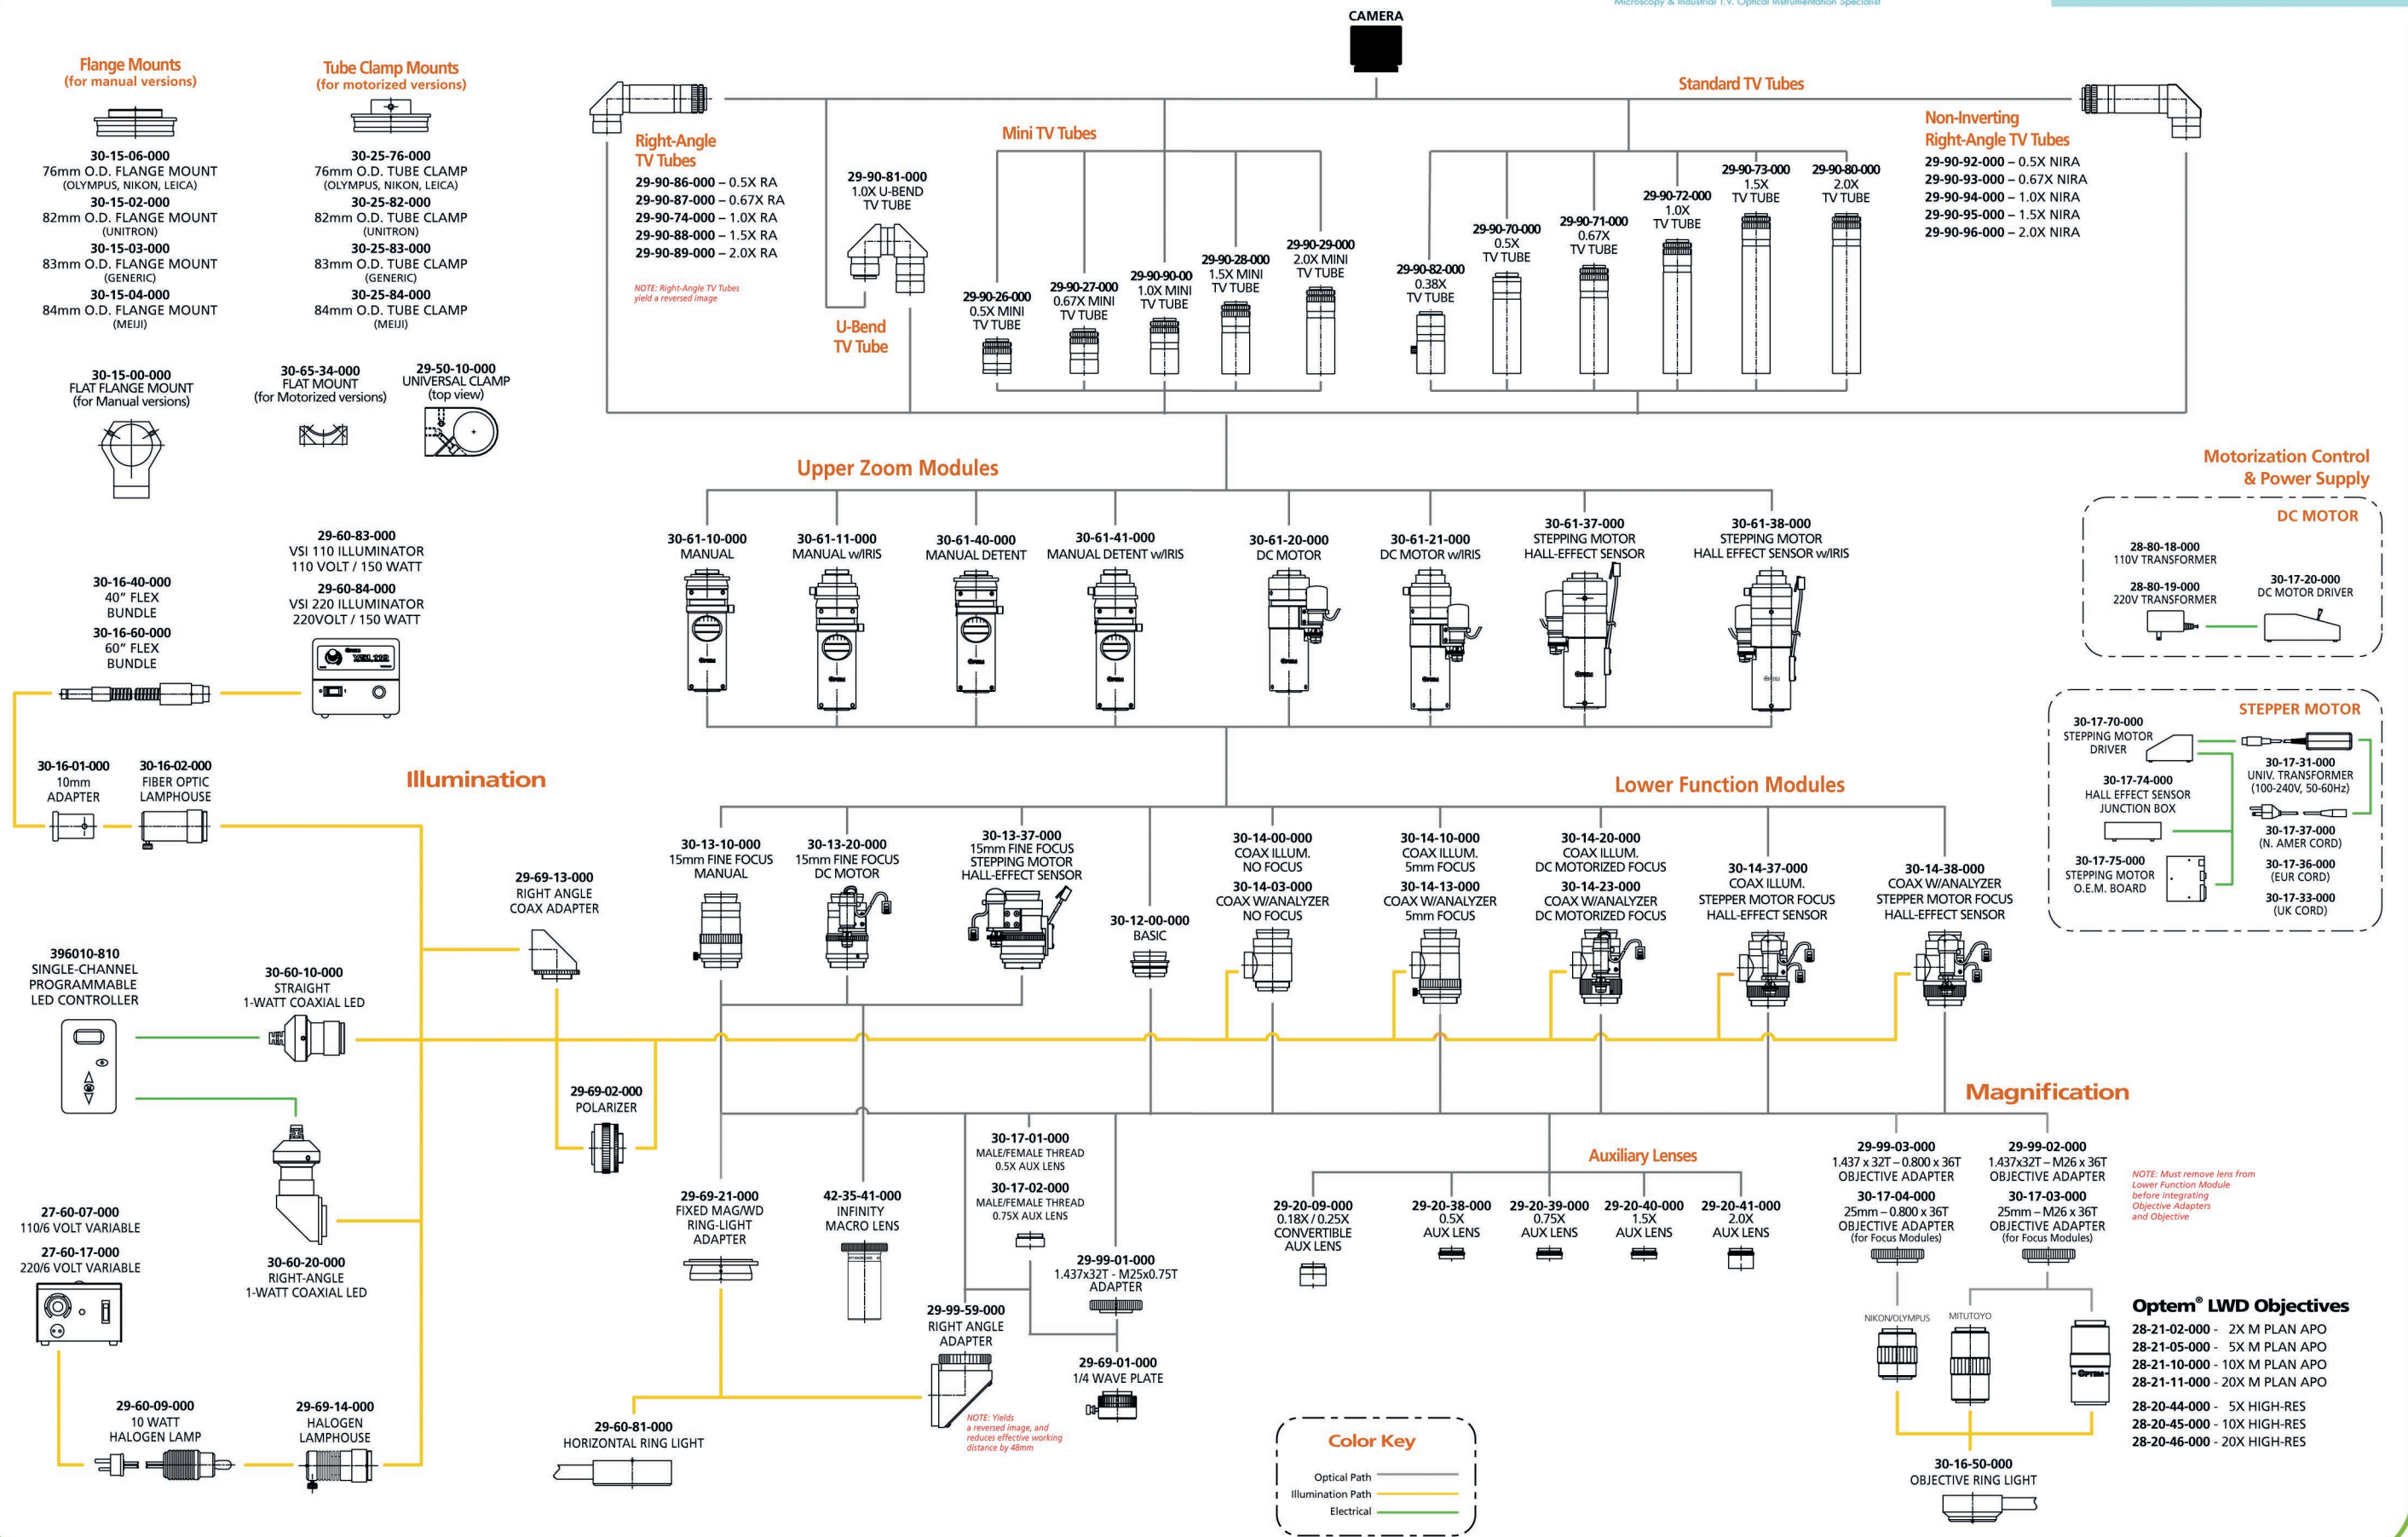 Microscopy & Industrial T.V. Optical Instrumentation Specialist
CAMERA
Flange Mounts
(for manual versions)
30-15-06-000
76mm O.D. FLANGE MOUNT
(OLYMPUS, NIKON, LEICA)
30-15-02-000
82mm O.D. FLANGE MOUNT
(UNITRON)
30-15-03-000
83mm O.D. FLANGE MOUNT
(GENERIC)
30-15-04-000
84mm O.D. FLANGE MOUNT
(MEIJI)
Tube Clamp Mounts
(for motorized versions)
30-25-76-000
76mm O.D. TUBE CLAMP
(OLYMPUS, NIKON, LEICA)
30-25-82-000
82mm O.D. TUBE CLAMP
(UNITRON)
30-25-83-000
83mm O.D. TUBE CLAMP
(GENERIC)
30-25-84-000
84mm O.D. TUBE CLAMP
(MEIJI)
30-15-00-000
FLAT FLANGE MOUNT
(for Manual versions)
30-65-34-000
FLAT MOUNT
(for Motorized versions)
29-50-10-000
UNIVERSAL CLAMP
(top view)
Right-Angle
TV Tubes
29-90-86-000 – 0.5X RA
29-90-87-000 – 0.67X RA
29-90-74-000 – 1.0X RA
29-90-88-000 – 1.5X RA
29-90-89-000 – 2.0X RA
NOTE: Right-Angle TV Tubes
yield a reversed image
29-90-81-000
1.0X U-BEND
TV TUBE
U-Bend
TV Tube
Mini TV Tubes
29-90-26-000
0.5X MINI
TV TUBE
29-90-27-000
0.67X MINI
TV TUBE
29-90-90-00
1.0X MINI
TV TUBE
29-90-28-000
1.5X MINI
TV TUBE
29-90-29-000
2.0X MINI
TV TUBE
Standard TV Tubes
29-90-82-000
0.38X
TV TUBE
29-90-70-000
0.5X
TV TUBE
29-90-71-000
0.67X
TV TUBE
29-90-72-000
1.0X
TV TUBE
29-90-73-000
1.5X
TV TUBE
29-90-80-000
2.0X
TV TUBE
Non-Inverting
Right-Angle TV Tubes
29-90-92-000 – 0.5X NIRA
29-90-93-000 – 0.67X NIRA
29-90-94-000 – 1.0X NIRA
29-90-95-000 – 1.5X NIRA
29-90-96-000 – 2.0X NIRA
Upper Zoom Modules
30-61-10-000
MANUAL
30-61-11-000
MANUAL w/IRIS
30-61-40-000
MANUAL DETENT
30-61-41-000
MANUAL DETENT w/IRIS
30-61-20-000
DC MOTOR
30-61-21-000
DC MOTOR w/IRIS
30-61-37-000
STEPPING MOTOR
HALL-EFFECT SENSOR
30-61-38-000
STEPPING MOTOR
HALL EFFECT SENSOR w/IRIS
Motorization Control
& Power Supply
DC MOTOR
28-80-18-000
110V TRANSFORMER
28-80-19-000
220V TRANSFORMER
30-17-20-000
DC MOTOR DRIVER
STEPPER MOTOR
30-17-70-000
STEPPING MOTOR
DRIVER
30-17-31-000
UNIV. TRANSFORMER
(100-240V, 50-60Hz)
30-17-74-000
HALL EFFECT SENSOR
JUNCTION BOX
30-17-37-000
(N. AMER CORD)
30-17-75-000
STEPPING MOTOR
O.E.M. BOARD
30-17-36-000
(EUR CORD)
30-17-33-000
(UK CORD)
29-60-83-000
VSI 110 ILLUMINATOR
110 VOLT / 150 WATT
29-60-84-000
VSI 220 ILLUMINATOR
220VOLT / 150 WATT
30-16-40-000
40” FLEX
BUNDLE
30-16-60-000
60” FLEX
BUNDLE
30-16-01-000
10mm
ADAPTER
30-16-02-000
FIBER OPTIC
LAMPHOUSE
Illumination
29-69-13-000
RIGHT ANGLE
COAX ADAPTER
396010-810
SINGLE-CHANNEL
PROGRAMMABLE
LED CONTROLLER
30-60-10-000
STRAIGHT
1-WATT COAXIAL LED
29-69-02-000
POLARIZER
30-60-20-000
RIGHT-ANGLE
1-WATT COAXIAL LED
27-60-07-000
110/6 VOLT VARIABLE
27-60-17-000
220/6 VOLT VARIABLE
29-60-09-000
10 WATT
HALOGEN LAMP
29-69-14-000
HALOGEN
LAMPHOUSE
Lower Function Modules
30-13-10-000
15mm FINE FOCUS
MANUAL
30-13-20-000
15mm FINE FOCUS
DC MOTOR
30-13-37-000
15mm FINE FOCUS
STEPPING MOTOR
HALL-EFFECT SENSOR
30-12-00-000
BASIC
30-14-00-000
COAX ILLUM.
NO FOCUS
30-14-03-000
COAX W/ANALYZER
NO FOCUS
30-14-10-000
COAX ILLUM.
5mm FOCUS
30-14-13-000
COAX W/ANALYZER
5mm FOCUS
30-14-20-000
COAX ILLUM.
DC MOTORIZED FOCUS
30-14-23-000
COAX W/ANALYZER
DC MOTORIZED FOCUS
30-14-37-000
COAX ILLUM.
STEPPER MOTOR FOCUS
HALL-EFFECT SENSOR
30-14-38-000
COAX W/ANALYZER
STEPPER MOTOR FOCUS
HALL-EFFECT SENSOR
Magnification
29-69-21-000
FIXED MAG/WD
RING-LIGHT
ADAPTER
42-35-41-000
INFINITY
MACRO LENS
30-17-01-000
MALE/FEMALE THREAD
0.5X AUX LENS
30-17-02-000
MALE/FEMALE THREAD
0.75X AUX LENS
29-99-01-000
1.437x32T - M25x0.75T
ADAPTER
29-99-59-000
RIGHT ANGLE
ADAPTER
NOTE: Yields
a reversed image, and
reduces effective working
distance by 48mm
29-69-01-000
1/4 WAVE PLATE
29-60-81-000
HORIZONTAL RING LIGHT
Auxiliary Lenses
29-20-09-000
0.18X / 0.25X
CONVERTIBLE
AUX LENS
29-20-38-000
0.5X
AUX LENS
29-20-39-000
0.75X
AUX LENS
29-20-40-000
1.5X
AUX LENS
29-20-41-000
2.0X
AUX LENS
29-99-03-000
1.437 x 32T – 0.800 x 36T
OBJECTIVE ADAPTER
30-17-04-000
25mm – 0.800 x 36T
OBJECTIVE ADAPTER
(for Focus Modules)
29-99-02-000
1.437x32T – M26 x 36T
OBJECTIVE ADAPTER
30-17-03-000
25mm – M26 x 36T
OBJECTIVE ADAPTER
(for Focus Modules)
NOTE: Must remove lens from
Lower Function Module
before integrating
Objective Adapters
and Objective
NIKON/OLYMPUS
MITUTOYO
OPTEM
Optem® LWD Objectives
28-21-02-000 - 2X M PLAN APO
28-21-05-000 - 5X M PLAN APO
28-21-10-000 - 10X M PLAN APO
28-21-11-000 - 20X M PLAN APO
28-20-44-000 - 5X HIGH-RES
28-20-45-000 - 10X HIGH-RES
28-20-46-000 - 20X HIGH-RES
30-16-50-000
OBJECTIVE RING LIGHT
Color Key
Optical Path
Illumination Path
Electrical